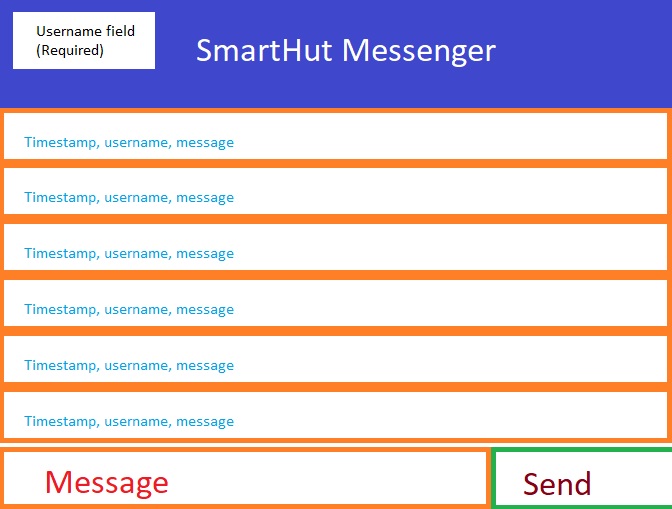 Username field
(Required)
SmartHut Messenger
Timestamp, username, message
Timestamp, username, message
Timestamp, username, message
Timestamp, username, message
Timestamp, username, message
Timestamp, username, message
Message
Send